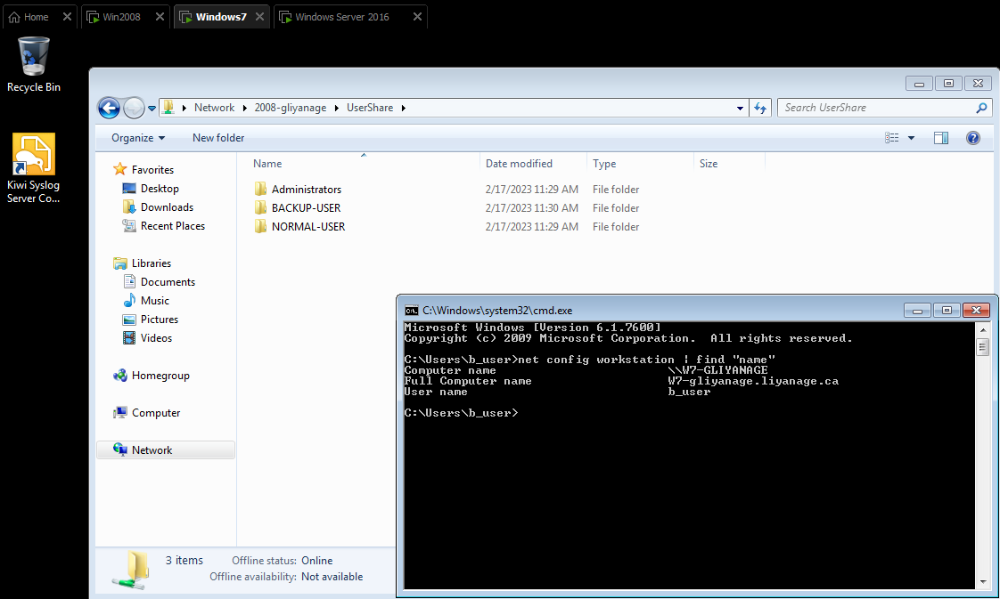 Home
Win2008
Windows7
Windows Server 2016
Recycle Bin
Kiwi Syslog
Server Co...
Network
2008-gliyanage
UserShare
Search UserShare
Organize
New folder
Favorites
Desktop
Downloads
Recent Places
Libraries
Documents
Music
Pictures
Videos
Homegroup
Computer
Network
Name Date modified Type Size
Administrators 2/17/2023 11:29 AM File folder
BACKUP-USER 2/17/2023 11:30 AM File folder
NORMAL-USER 2/17/2023 11:29 AM File folder
3 items Offline status: Online
Offline availability: Not available
C:\Windows\system32\cmd.exe
Microsoft Windows [Version 6.1.7600]
Copyright (c) 2009 Microsoft Corporation. All rights reserved.
C:\Users\b_user>net config workstation | find "name"
Computer name \\W7-GLIYANAGE
Full Computer name W7-gliyanage.liyanage.ca
User name b_user
C:\Users\b_user>